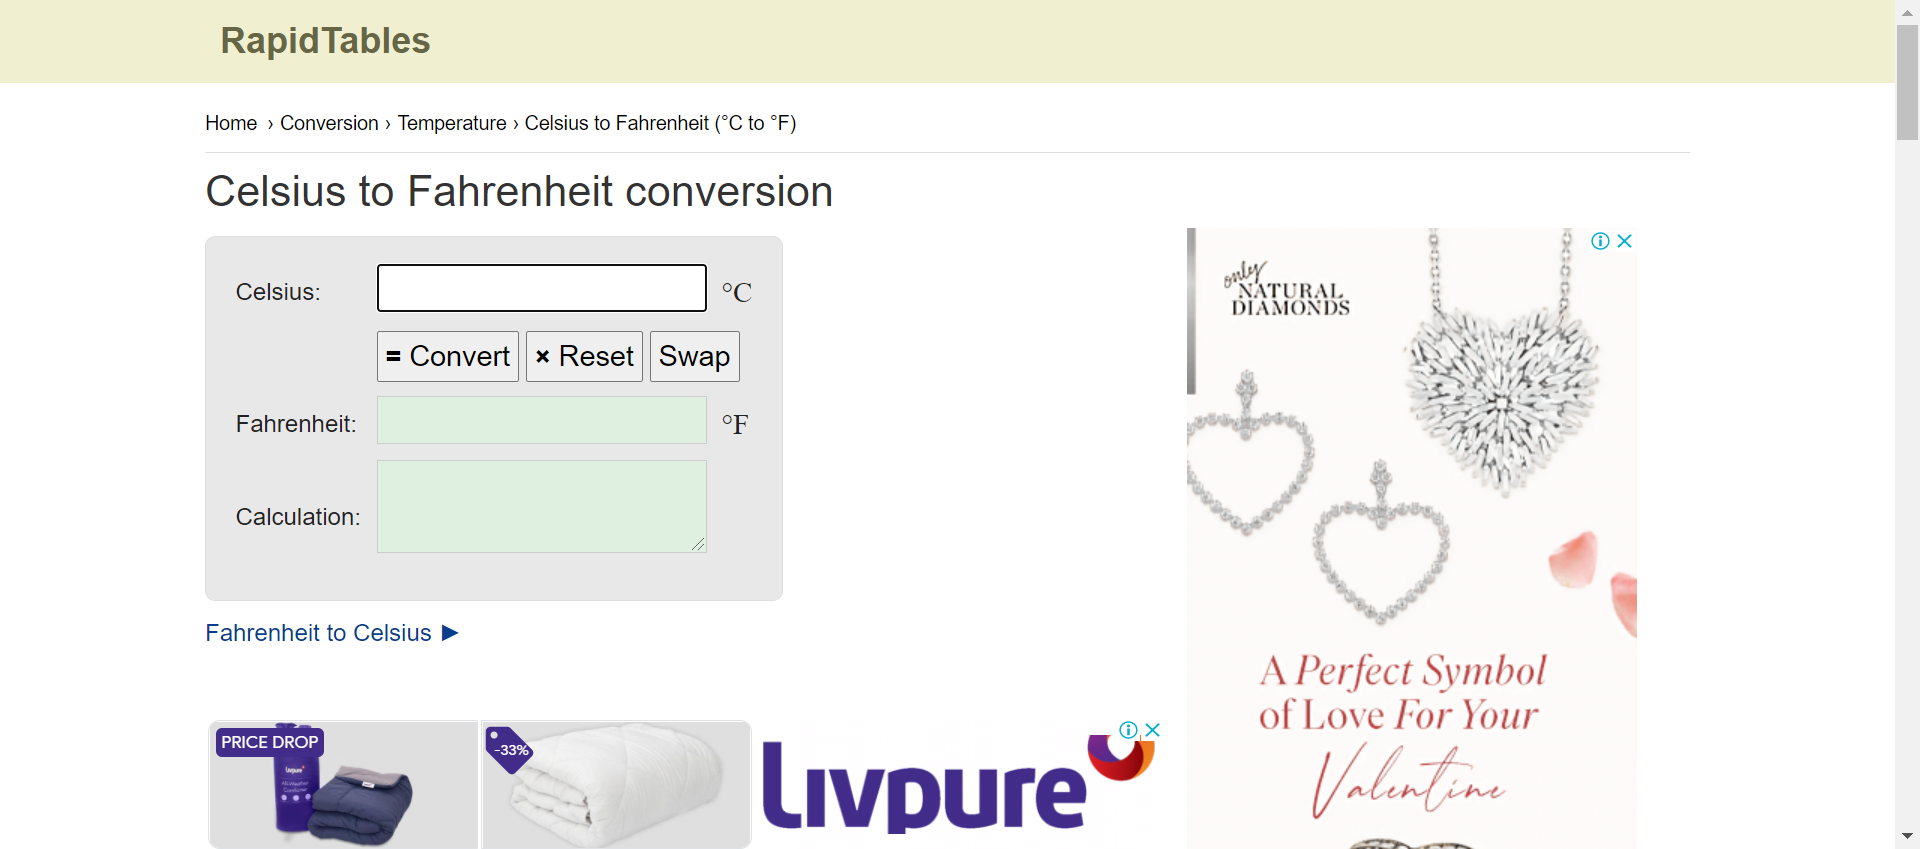 RapidTables
Home › Conversion › Temperature › Celsius to Fahrenheit (°C to °F)
Celsius to Fahrenheit conversion
Celsius: °C
= Convert × Reset Swap
Fahrenheit: °F
Calculation:
Fahrenheit to Celsius ►
PRICE DROP
Livpure
-33%
Livpure
only
NATURAL
DIAMONDS
A Perfect Symbol
of Love For Your
Valentine